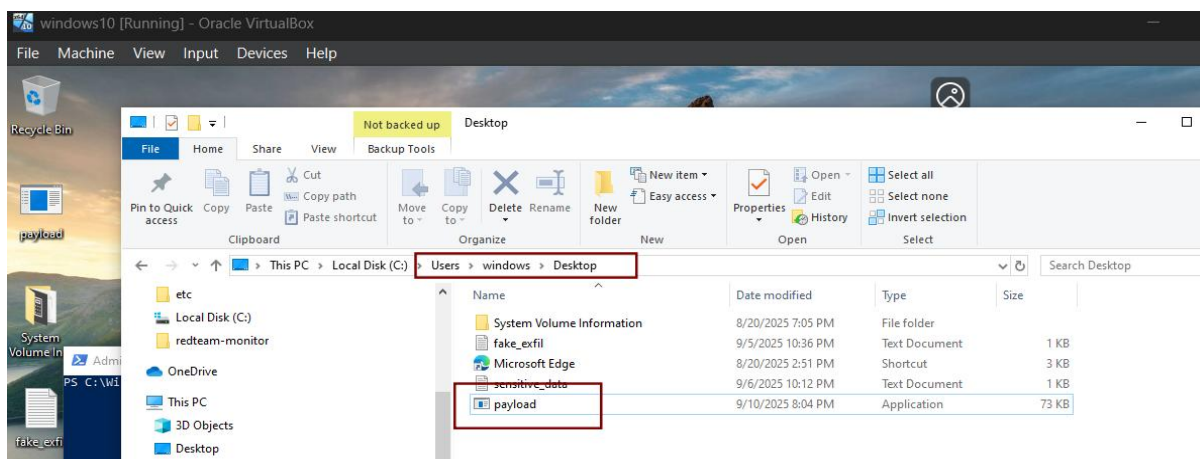 windows10 [Running] - Oracle VirtualBox
File Machine View Input Devices Help
Recycle Bin
payload
System
Volume In
fake_exfi
Admi
PS C:\Wi
Not backed up Desktop
File Home Share View Backup Tools
Pin to Quick access
Copy
Paste
Cut
Copy path
Paste shortcut
Move to
Copy to
Delete
Rename
New folder
New item
Easy access
Properties
Open
Edit
History
Select all
Select none
Invert selection
Clipboard Organize New Open Select
This PC > Local Disk (C:) > Users > windows > Desktop
Search Desktop
etc
Local Disk (C:)
redteam-monitor
OneDrive
This PC
3D Objects
Desktop
Name Date modified Type Size
System Volume Information 8/20/2025 7:05 PM File folder
fake_exfil 9/5/2025 10:36 PM Text Document 1 KB
Microsoft Edge 8/20/2025 2:51 PM Shortcut 3 KB
sensitive_data 9/6/2025 10:12 PM Text Document 1 KB
payload 9/10/2025 8:04 PM Application 73 KB